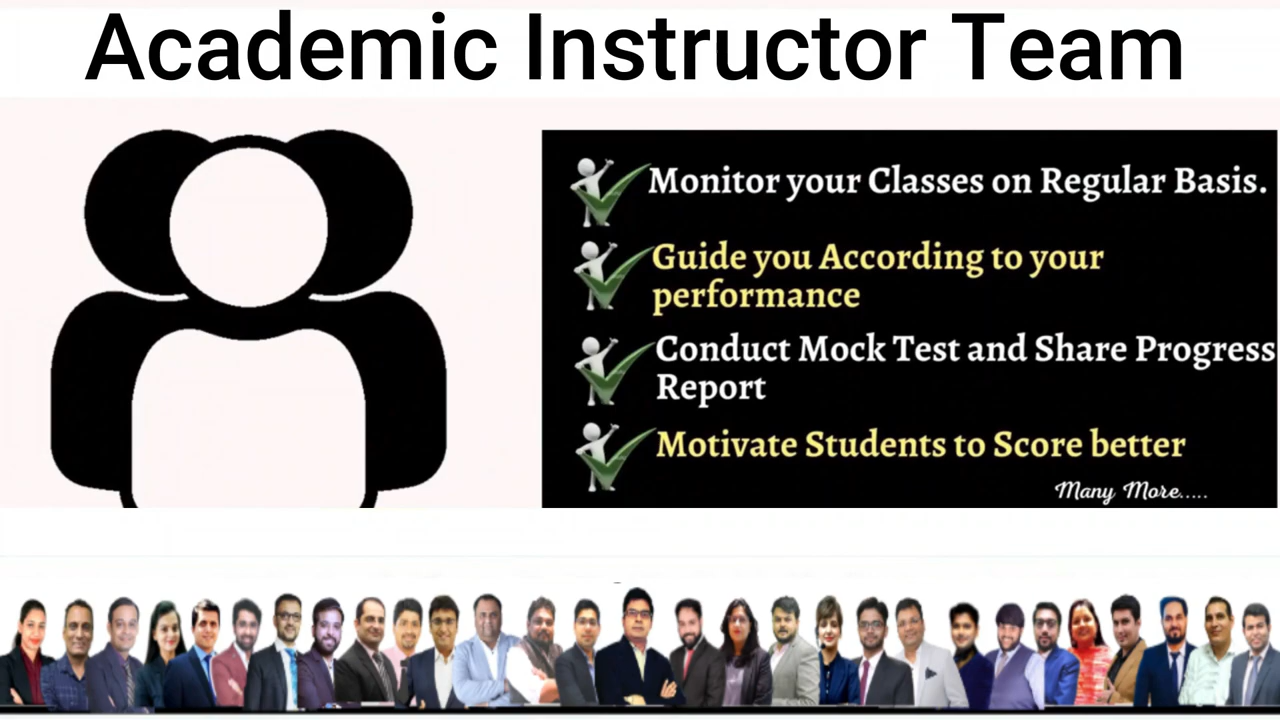 Academic Instructor Team
Monitor your Classes on Regular Basis.
Guide you According to your
performance
Conduct Mock Test and Share Progress
Report
Motivate Students to Score better
Many More.....